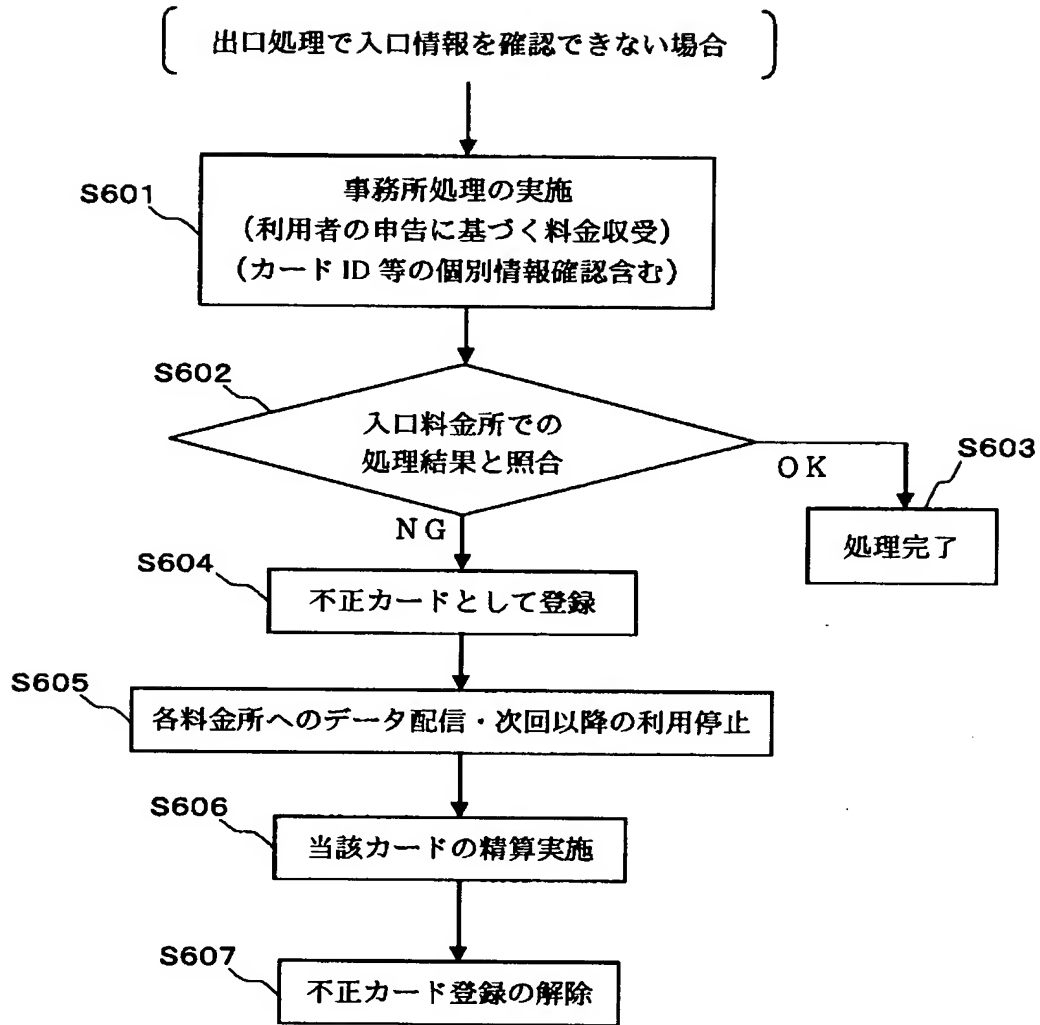 出口処理で入口情報を確認できない場合
S601
事務所処理の実施
(利用者の申告に基づく料金収受)
(カード ID 等の個別情報確認含む)
S602
入口料金所での
処理結果と照合
OK
S603
処理完了
NG
S604
不正カードとして登録
S605
各料金所へのデータ配信・次回以降の利用停止
S606
当該カードの精算実施
S607
不正カード登録の解除